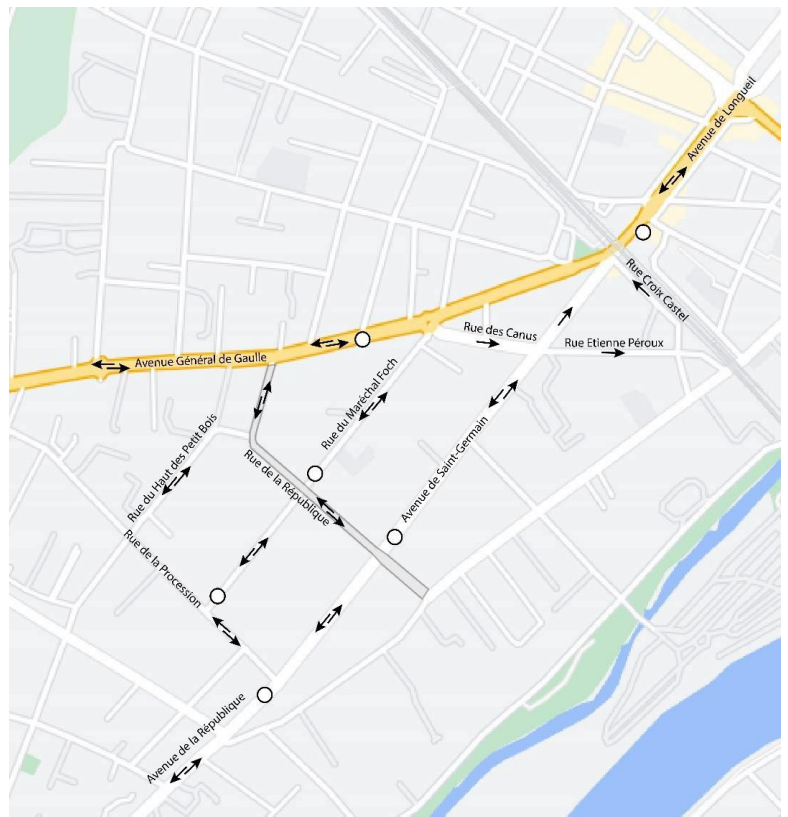 Avenue de Longueil
Rue Croix Castel
Rue des Canus
Rue Etienne Péroux
Avenue Général de Gaulle
Rue du Maréchal Foch
Rue du Haut des Petit Bois
Rue de la République
Avenue de Saint-Germain
Rue de la Procession
Avenue de la République